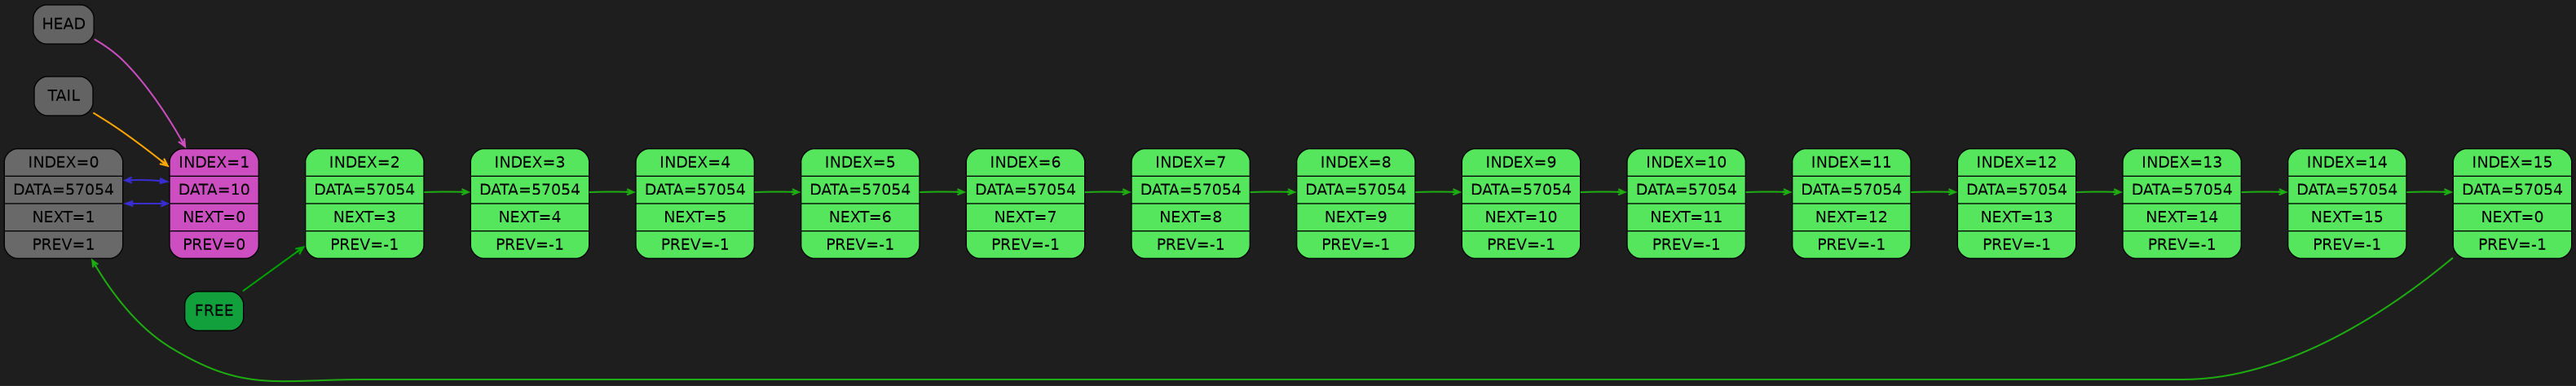 HEAD
TAIL
INDEX=0
DATA=57054
NEXT=1
PREV=1
INDEX=1
DATA=10
NEXT=0
PREV=0
INDEX=2
DATA=57054
NEXT=3
PREV=-1
INDEX=3
DATA=57054
NEXT=4
PREV=-1
INDEX=4
DATA=57054
NEXT=5
PREV=-1
INDEX=5
DATA=57054
NEXT=6
PREV=-1
INDEX=6
DATA=57054
NEXT=7
PREV=-1
INDEX=7
DATA=57054
NEXT=8
PREV=-1
INDEX=8
DATA=57054
NEXT=9
PREV=-1
INDEX=9
DATA=57054
NEXT=10
PREV=-1
INDEX=10
DATA=57054
NEXT=11
PREV=-1
INDEX=11
DATA=57054
NEXT=12
PREV=-1
INDEX=12
DATA=57054
NEXT=13
PREV=-1
INDEX=13
DATA=57054
NEXT=14
PREV=-1
INDEX=14
DATA=57054
NEXT=15
PREV=-1
INDEX=15
DATA=57054
NEXT=0
PREV=-1
FREE